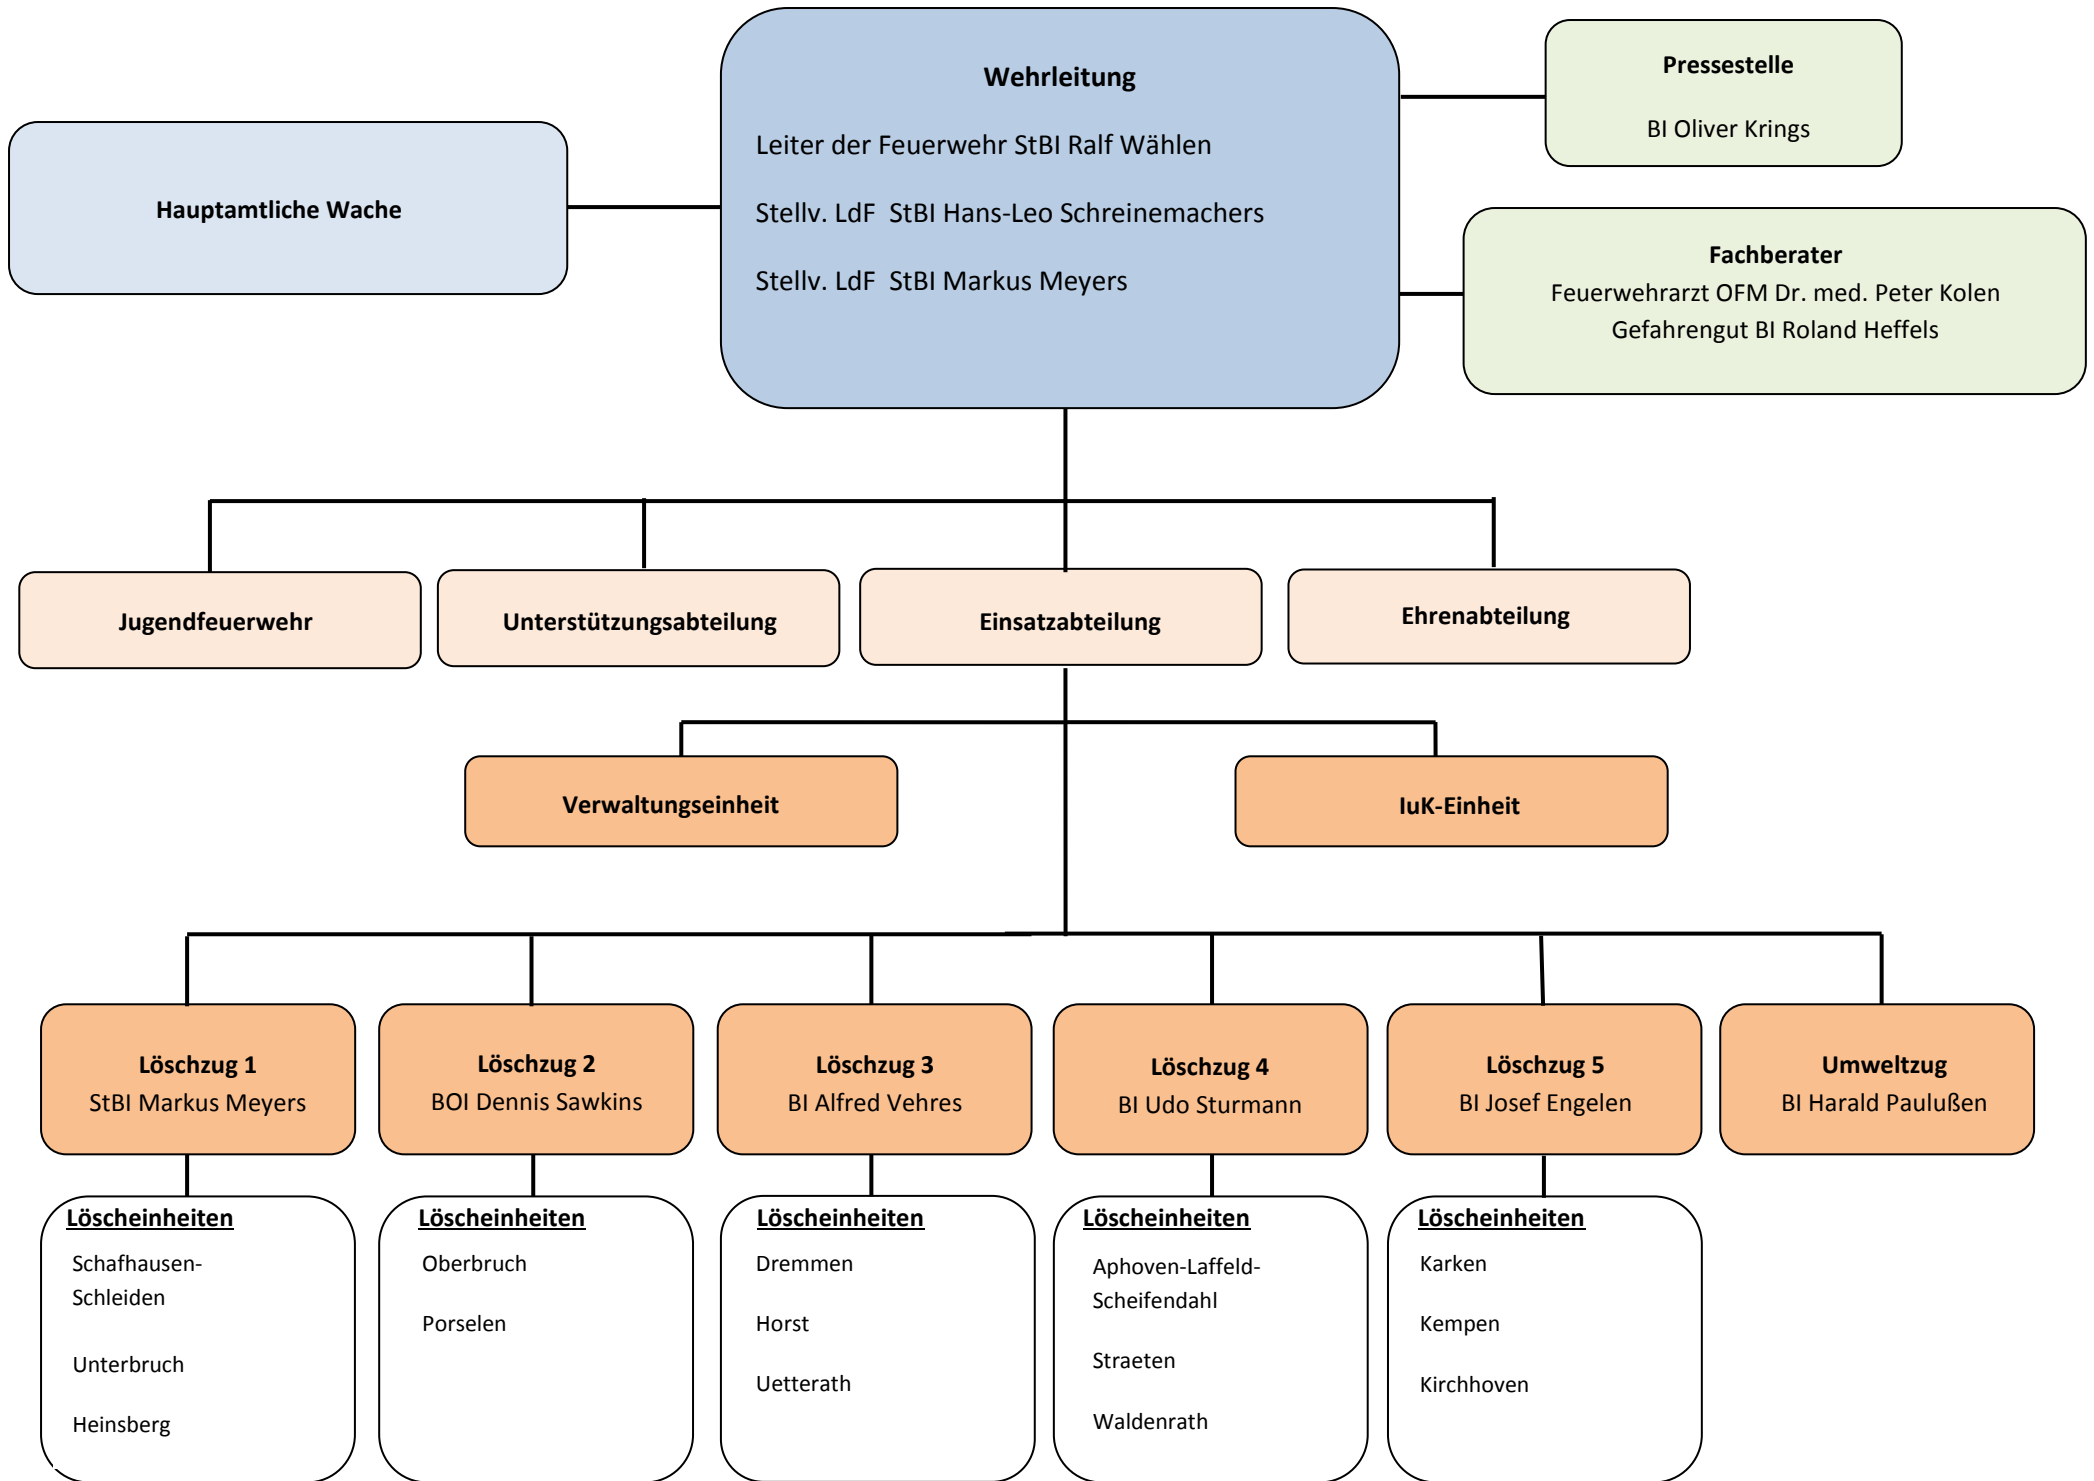 Wehrleitung
Leiter der Feuerwehr StBI Ralf Wählen
Stellv. LdF  StBI Hans-Leo Schreinemachers
Stellv. LdF  StBI Markus Meyers
Pressestelle
BI Oliver Krings
Hauptamtliche Wache
Fachberater
Feuerwehrarzt OFM Dr. med. Peter Kolen
Gefahrengut BI Roland Heffels
Jugendfeuerwehr
Unterstützungsabteilung
Einsatzabteilung
Ehrenabteilung
Verwaltungseinheit
IuK-Einheit
Löschzug 1
StBI Markus Meyers
Löschzug 2
BOI Dennis Sawkins
Löschzug 3
BI Alfred Vehres
Löschzug 4
BI Udo Sturmann
Löschzug 5
BI Josef Engelen
Umweltzug
BI Harald Paulußen
Löscheinheiten
Schafhausen-
Schleiden
Unterbruch
Heinsberg
Löscheinheiten
Oberbruch
Porselen
Löscheinheiten
Dremmen
Horst
Uetterath
Löscheinheiten
Aphoven-Laffeld-
Scheifendahl
Straeten
Waldenrath
Löscheinheiten
Karken
Kempen
Kirchhoven